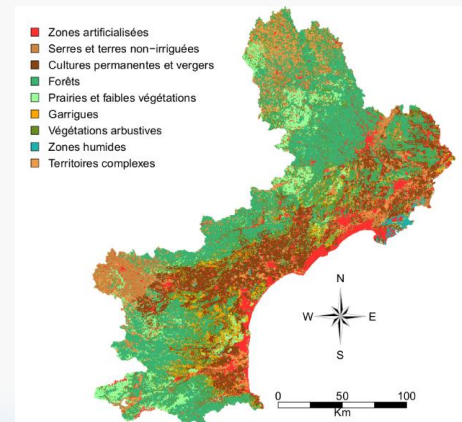 Zones artificialisées
Serres et terres non-irriguées
Cultures permanentes et vergers
Forêts
Prairies et faibles végétations
Garrigues
Végétations arbustives
Zones humides
Territoires complexes
N
W E
S
0 50 100
Km